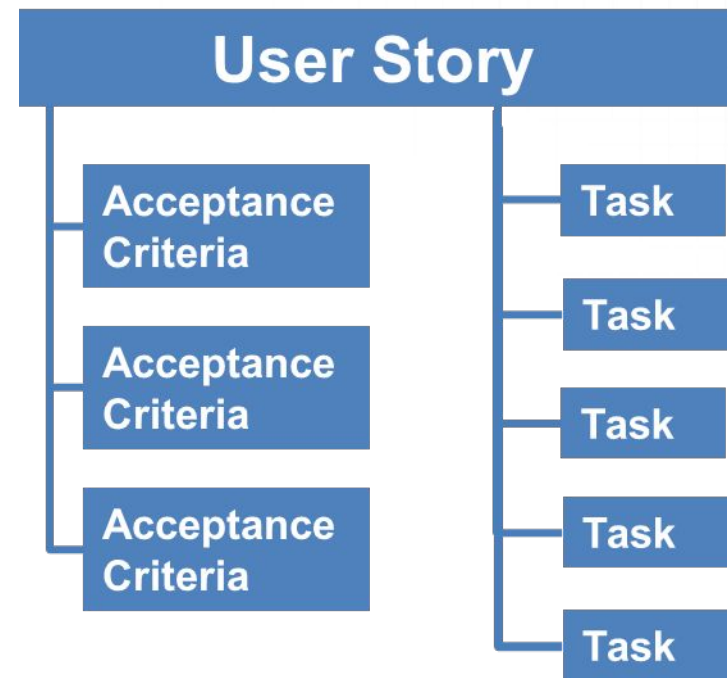 User Story
Acceptance
Criteria
Acceptance
Criteria
Acceptance
Criteria
Task
Task
Task
Task
Task